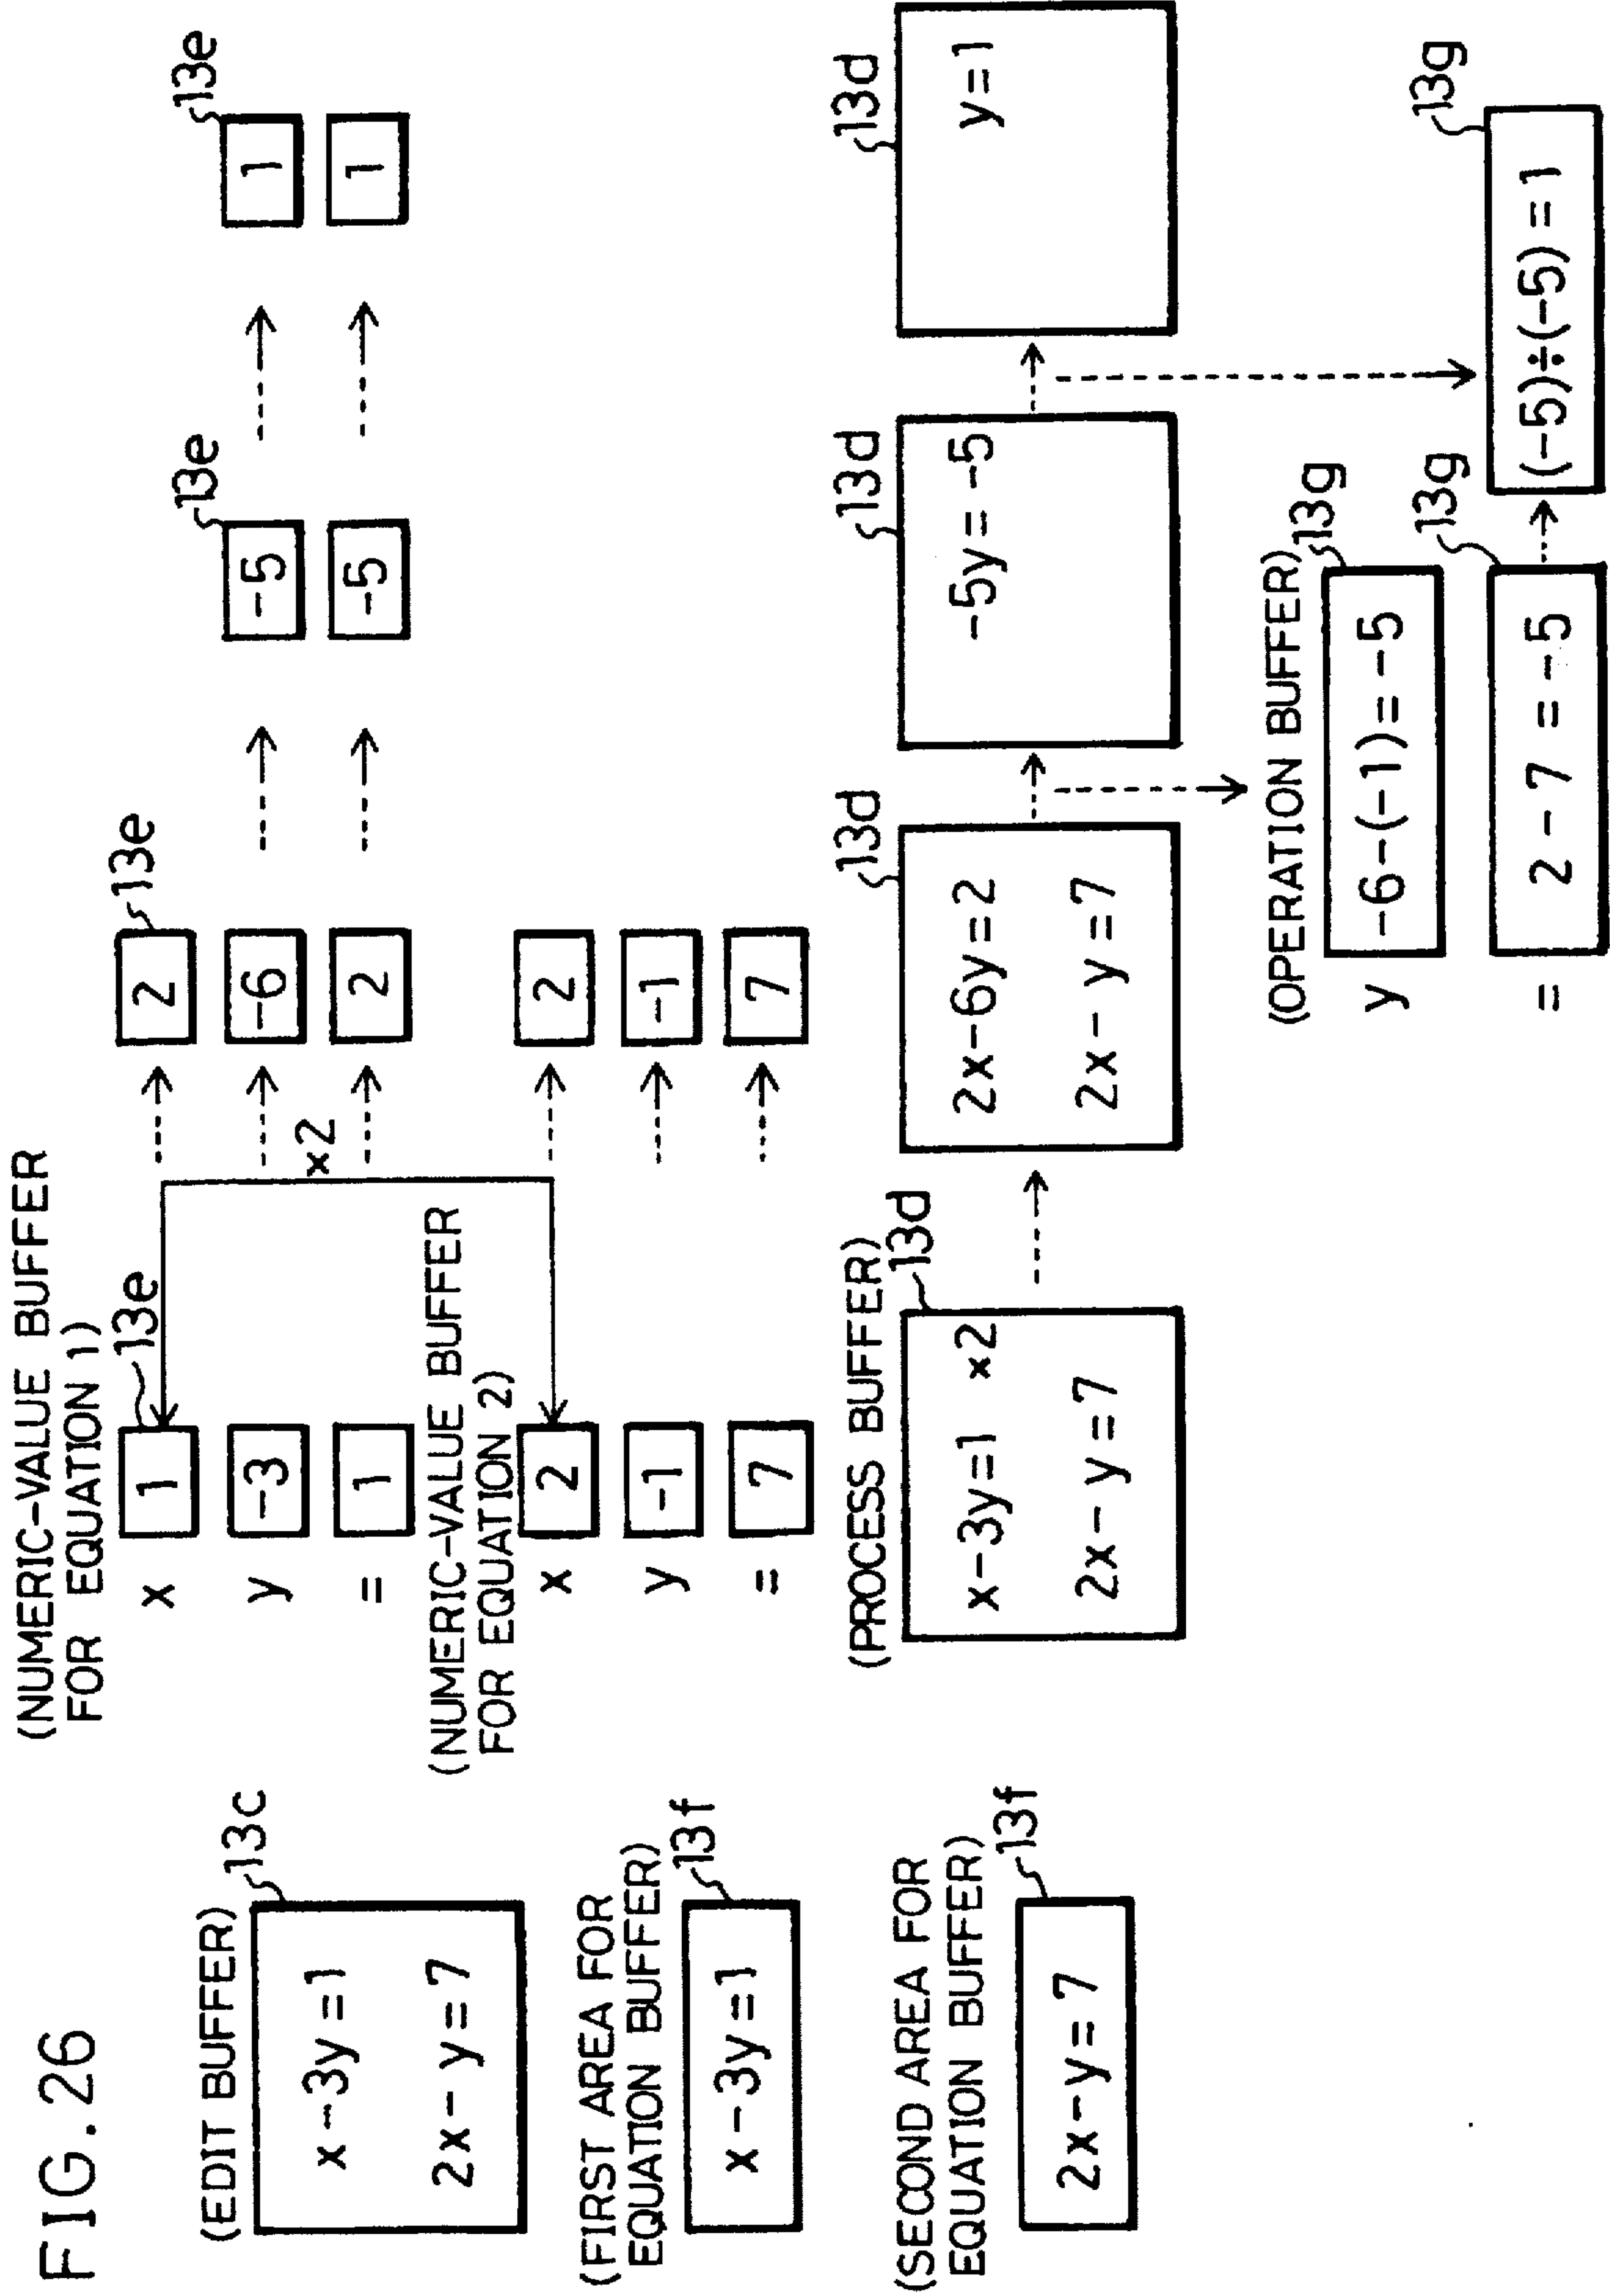 FIG.26
(EDIT BUFFER)
13c
x-3y=1
2x- y=7
(FIRST AREA FOR
EQUATION BUFFER)
13f
x-3y=1
(SECOND AREA FOR
EQUATION BUFFER)
13f
2x-y=7
(NUMERIC-VALUE BUFFER
FOR EQUATION 1)
13e 13e 13e 13e
x 1 2
y -3 -6 -5 1
×2
= 1 2 -5 1
(NUMERIC-VALUE BUFFER
FOR EQUATION 2)
x 2 2
y -1 -1
= 7 7
(PROCESS BUFFER)
13d 13d 13d 13d
x-3y=1 ×2
2x- y=7
2x-6y=2
2x- y=7
-5y=-5
y=1
(OPERATION BUFFER)
13g
y -6-(-1)=-5
13g 13g
= 2-7 =-5
(-5)÷(-5)=1